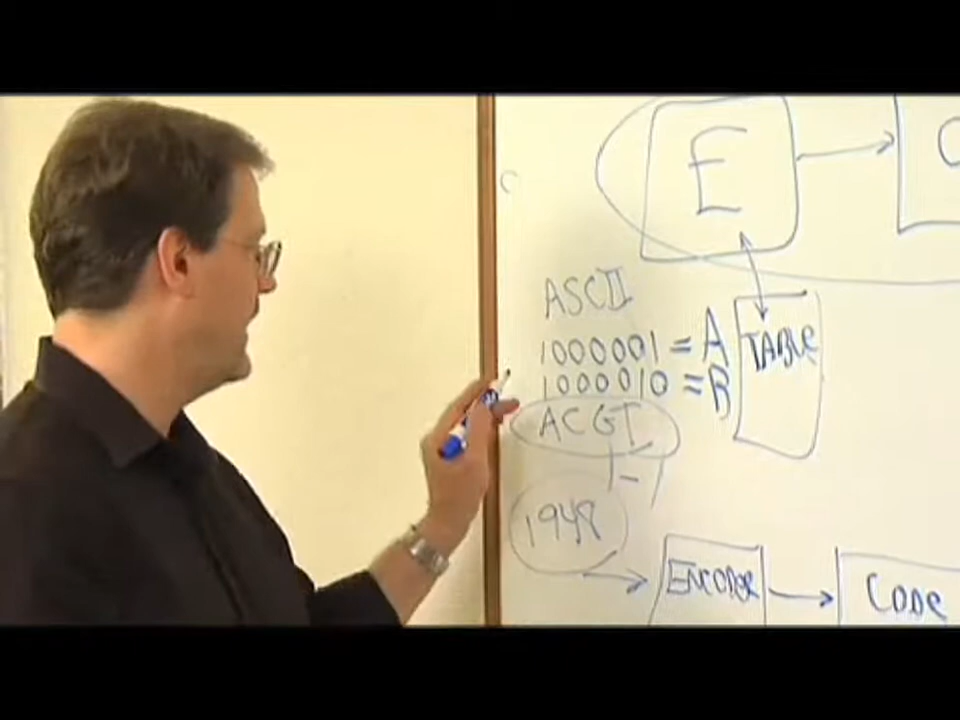 E
ASCII
1000001 = A
TABLE
1000010 = B
ACGT
1948
ENCODER
CODE